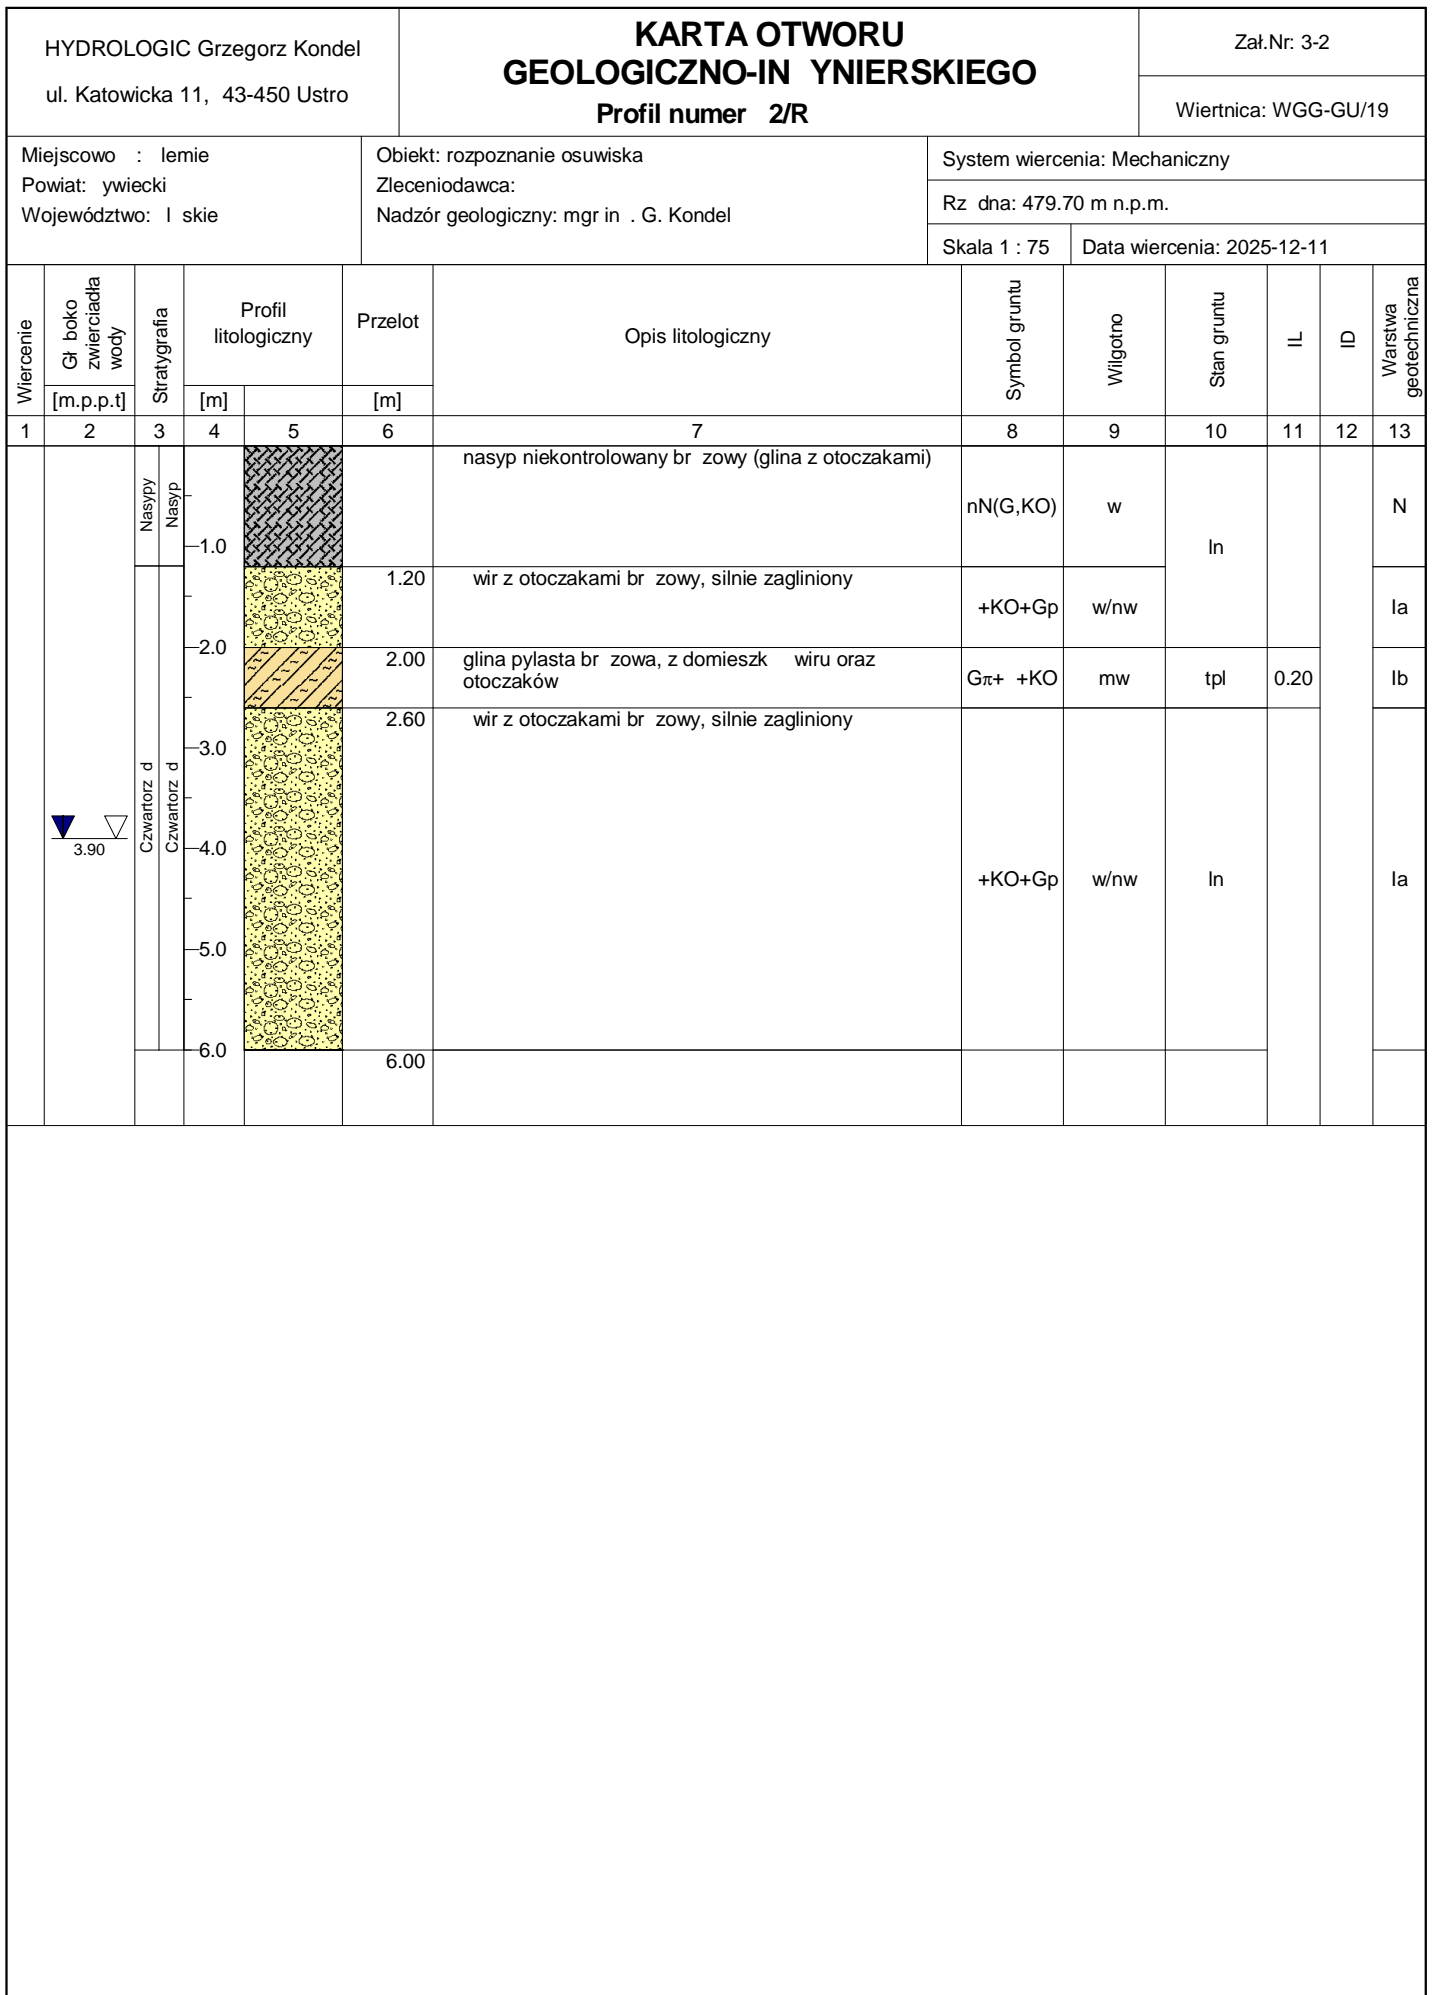 HYDROLOGIC Grzegorz Kondel
ul. Katowicka 11, 43-450 Ustro
KARTA OTWORU
GEOLOGICZNO-IN YNIERSKIEGO
Profil numer 2/R
Zał.Nr: 3-2
Wiertnica: WGG-GU/19
Miejscowo : lemie
Powiat: ywiecki
Województwo: l skie
Obiekt: rozpoznanie osuwiska
Zleceniodawca:
Nadzór geologiczny: mgr in . G. Kondel
System wiercenia: Mechaniczny
Rz dna: 479.70 m n.p.m.
Skala 1 : 75
Data wiercenia: 2025-12-11
Wiercenie
Gł boko
zwierciadła
wody
[m.p.p.t]
Stratygrafia
Profil
litologiczny
[m]
Przelot
[m]
Opis litologiczny
Symbol gruntu
Wilgotno
Stan gruntu
IL
ID
Warstwa
geotechniczna
1 2 3 4 5 6 7 8 9 10 11 12 13
Nasypy
Nasyp
nasyp niekontrolowany br zowy (glina z otoczakami)
nN(G,KO)
w
ln
N
1.0
1.20
wir z otoczakami br zowy, silnie zagliniony
+KO+Gp
w/nw
Ia
2.0
2.00
glina pylasta br zowa, z domieszk wiru oraz
otoczaków
Gπ+ +KO
mw
tpl
0.20
Ib
2.60
wir z otoczakami br zowy, silnie zagliniony
3.0
Czwartorz d
Czwartorz d
3.90
4.0
+KO+Gp
w/nw
ln
Ia
5.0
6.0
6.00